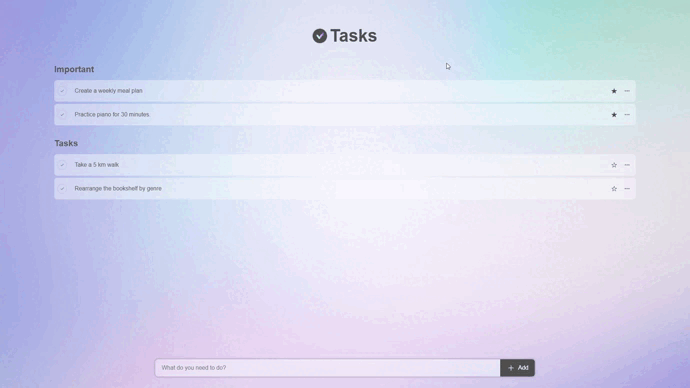 Tasks
Important
Create a weekly meal plan
Practice piano for 30 minutes.
Tasks
Take a 5 km walk
Rearrange the bookshelf by genre
What do you need to do?
Add